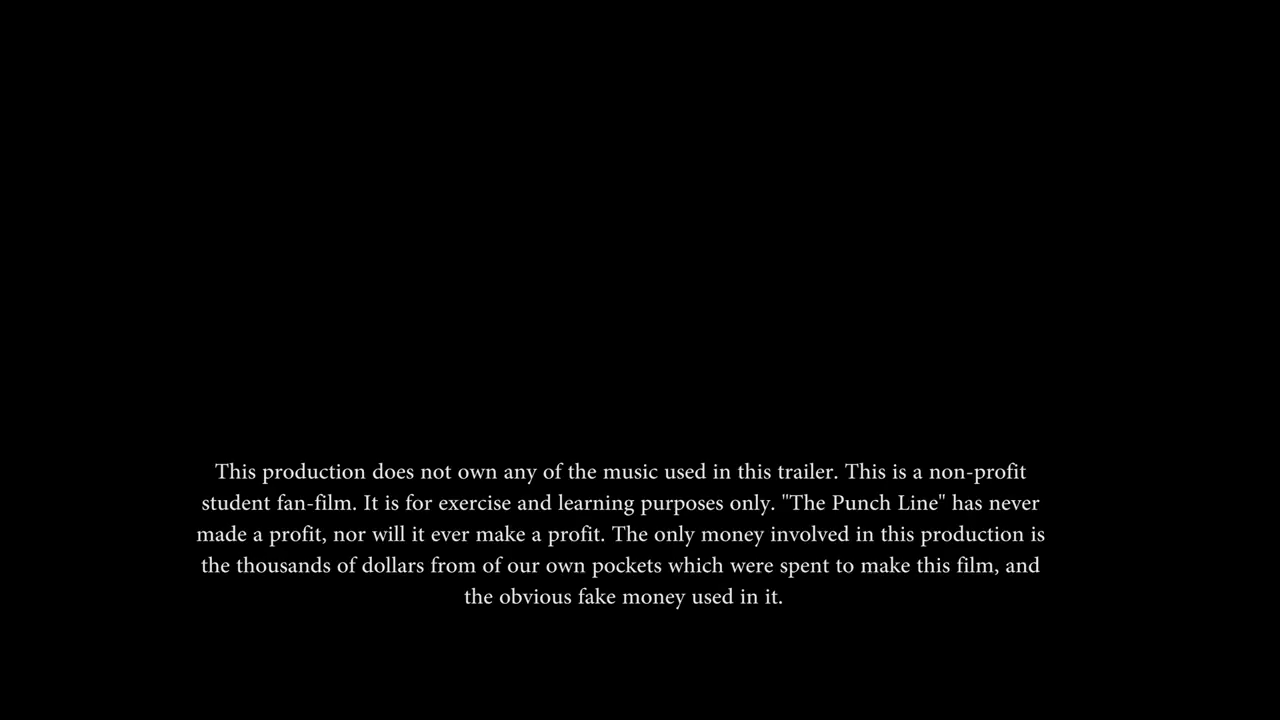 This production does not own any of the music used in this trailer. This is a non-profit
student fan-film. It is for exercise and learning purposes only. "The Punch Line" has never
made a profit, nor will it ever make a profit. The only money involved in this production is
the thousands of dollars from of our own pockets which were spent to make this film, and
the obvious fake money used in it.